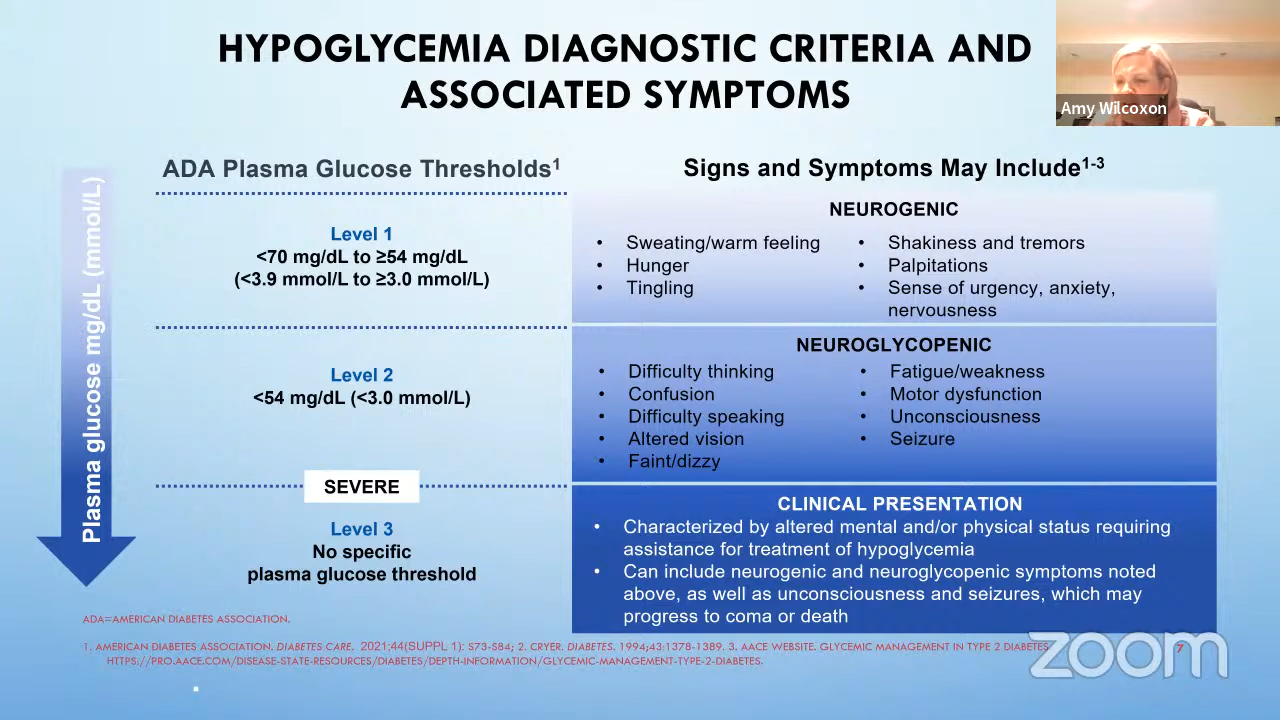 HYPOGLYCEMIA DIAGNOSTIC CRITERIA AND
ASSOCIATED SYMPTOMS
Amy Wilcoxon
Plasma glucose mg/dL (mmol/L)
ADA Plasma Glucose Thresholds1
Level 1
<70 mg/dL to ≥54 mg/dL
(<3.9 mmol/L to ≥3.0 mmol/L)
Level 2
<54 mg/dL (<3.0 mmol/L)
SEVERE
Level 3
No specific
plasma glucose threshold
Signs and Symptoms May Include1-3
NEUROGENIC
• Sweating/warm feeling
• Hunger
• Tingling
• Shakiness and tremors
• Palpitations
• Sense of urgency, anxiety,
nervousness
NEUROGLYCOPENIC
• Difficulty thinking
• Confusion
• Difficulty speaking
• Altered vision
• Faint/dizzy
• Fatigue/weakness
• Motor dysfunction
• Unconsciousness
• Seizure
CLINICAL PRESENTATION
• Characterized by altered mental and/or physical status requiring
assistance for treatment of hypoglycemia
• Can include neurogenic and neuroglycopenic symptoms noted
above, as well as unconsciousness and seizures, which may
progress to coma or death
ADA=AMERICAN DIABETES ASSOCIATION.
1. AMERICAN DIABETES ASSOCIATION. DIABETES CARE. 2021;44(SUPPL 1): S73-S84; 2. CRYER. DIABETES. 1994;43:1378-1389. 3. AACE WEBSITE. GLYCEMIC MANAGEMENT IN TYPE 2 DIABETES
HTTPS://PRO.AACE.COM/DISEASE-STATE-RESOURCES/DIABETES/DEPTH-INFORMATION/GLYCEMIC-MANAGEMENT-TYPE-2-DIABETES.
7
zoom